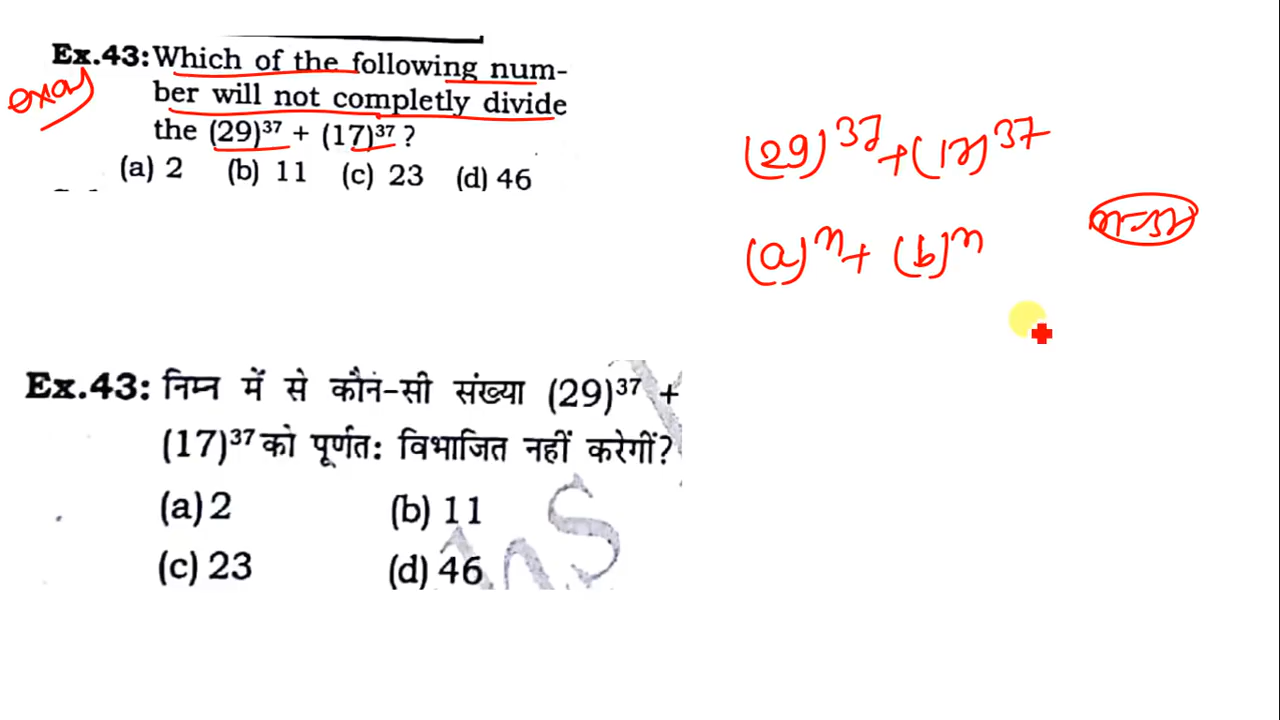 Ex.43: Which of the following num-
ber will not completly divide
the (29)³⁷ + (17)³⁷ ?
(a) 2 (b) 11 (c) 23 (d) 46
(29)³⁷+(17)³⁷
n=37
(a)ⁿ+ (b)ⁿ
Ex.43: निम्न में से कौन-सी संख्या (29)³⁷ +
(17)³⁷ को पूर्णत: विभाजित नहीं करेगीं?
(a) 2 (b) 11
(c) 23 (d) 46